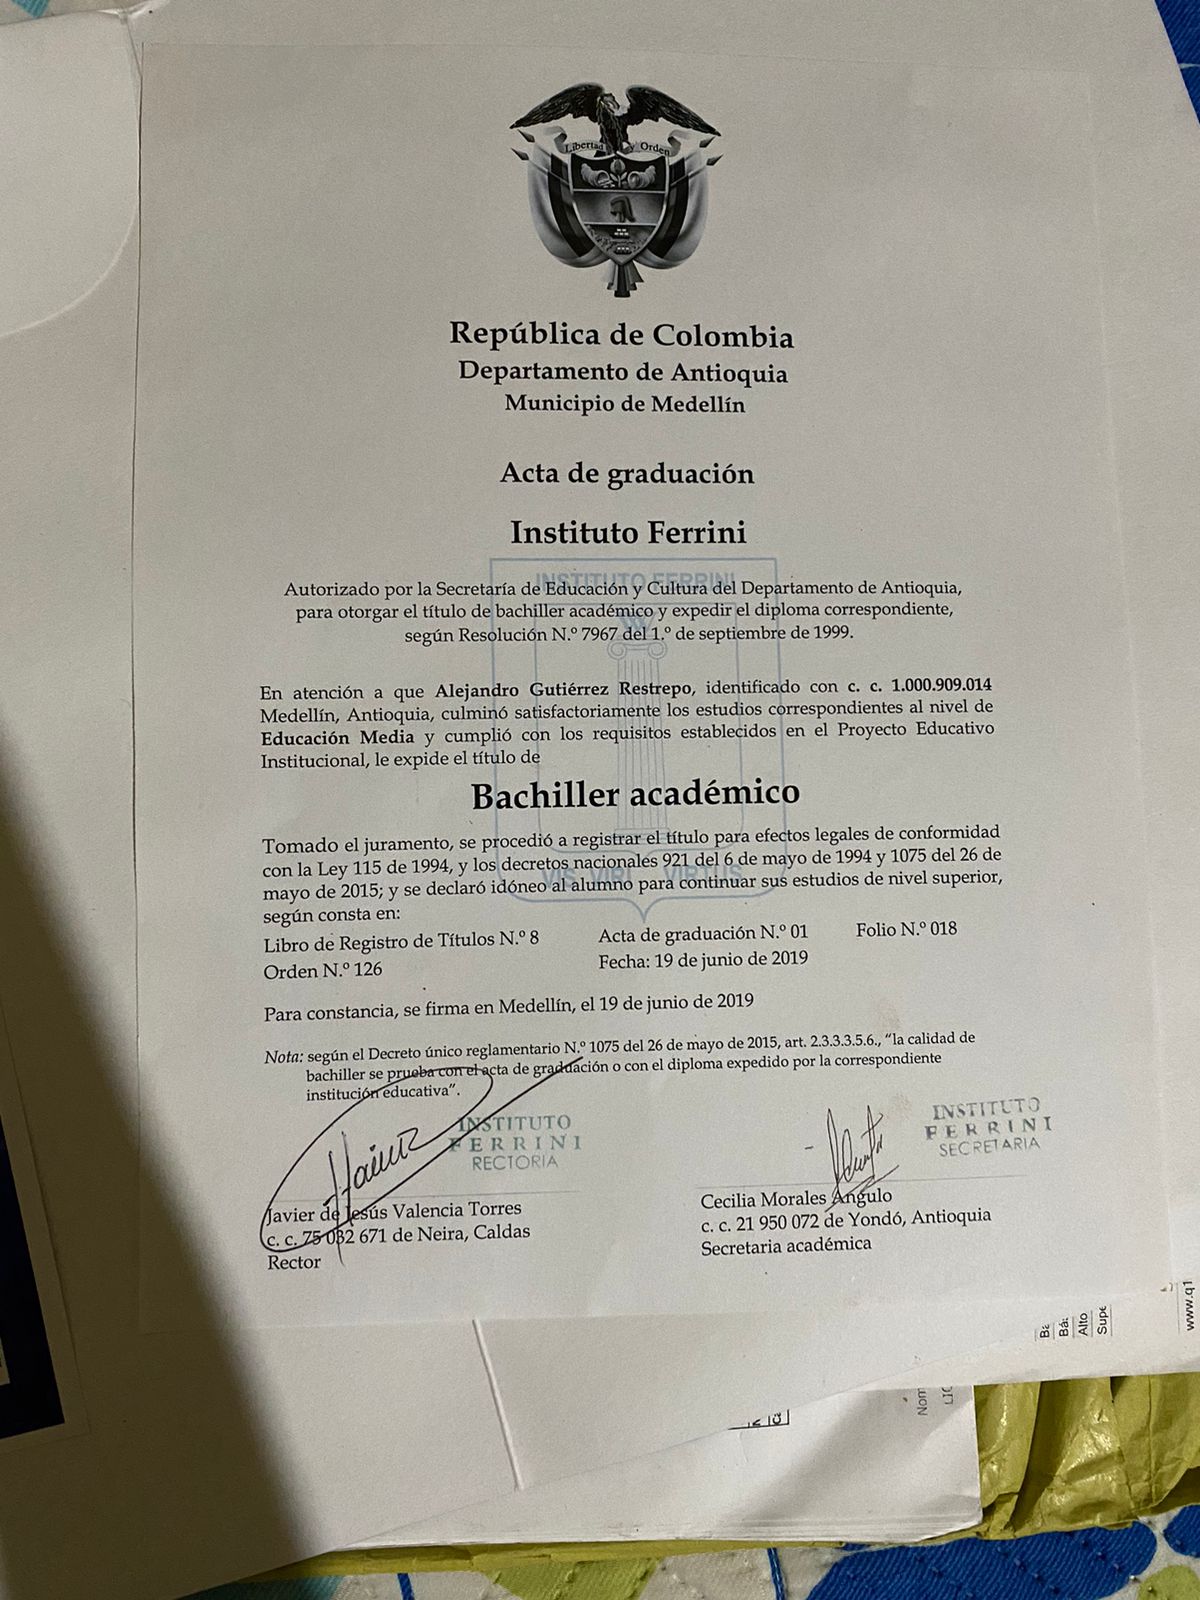 Libertad y Orden
República de Colombia
Departamento de Antioquia
Municipio de Medellín
Acta de graduación
Instituto Ferrini
INSTITUTO FERRINI
Autorizado por la Secretaría de Educación y Cultura del Departamento de Antioquia,
para otorgar el título de bachiller académico y expedir el diploma correspondiente,
según Resolución N.º 7967 del 1.º de septiembre de 1999.
En atención a que Alejandro Gutiérrez Restrepo, identificado con c. c. 1.000.909.014
Medellín, Antioquia, culminó satisfactoriamente los estudios correspondientes al nivel de
Educación Media y cumplió con los requisitos establecidos en el Proyecto Educativo
Institucional, le expide el título de
Bachiller académico
Tomado el juramento, se procedió a registrar el título para efectos legales de conformidad
con la Ley 115 de 1994, y los decretos nacionales 921 del 6 de mayo de 1994 y 1075 del 26 de
VIS VIRI VIRTUS
mayo de 2015; y se declaró idóneo al alumno para continuar sus estudios de nivel superior,
según consta en:
Libro de Registro de Títulos N.º 8 Acta de graduación N.º 01 Folio N.º 018
Orden N.º 126 Fecha: 19 de junio de 2019
Para constancia, se firma en Medellín, el 19 de junio de 2019
Nota: según el Decreto único reglamentario N.º 1075 del 26 de mayo de 2015, art. 2.3.3.3.5.6., "la calidad de
bachiller se prueba con el acta de graduación o con el diploma expedido por la correspondiente
institución educativa".
INSTITUTO
FERRINI
RECTORIA
INSTITUTO
FERRINI
SECRETARIA
Javier de Jesús Valencia Torres
c. c. 75 032 671 de Neira, Caldas
Rector
Cecilia Morales Angulo
c. c. 21 950 072 de Yondó, Antioquia
Secretaria académica
Alto
www.q1